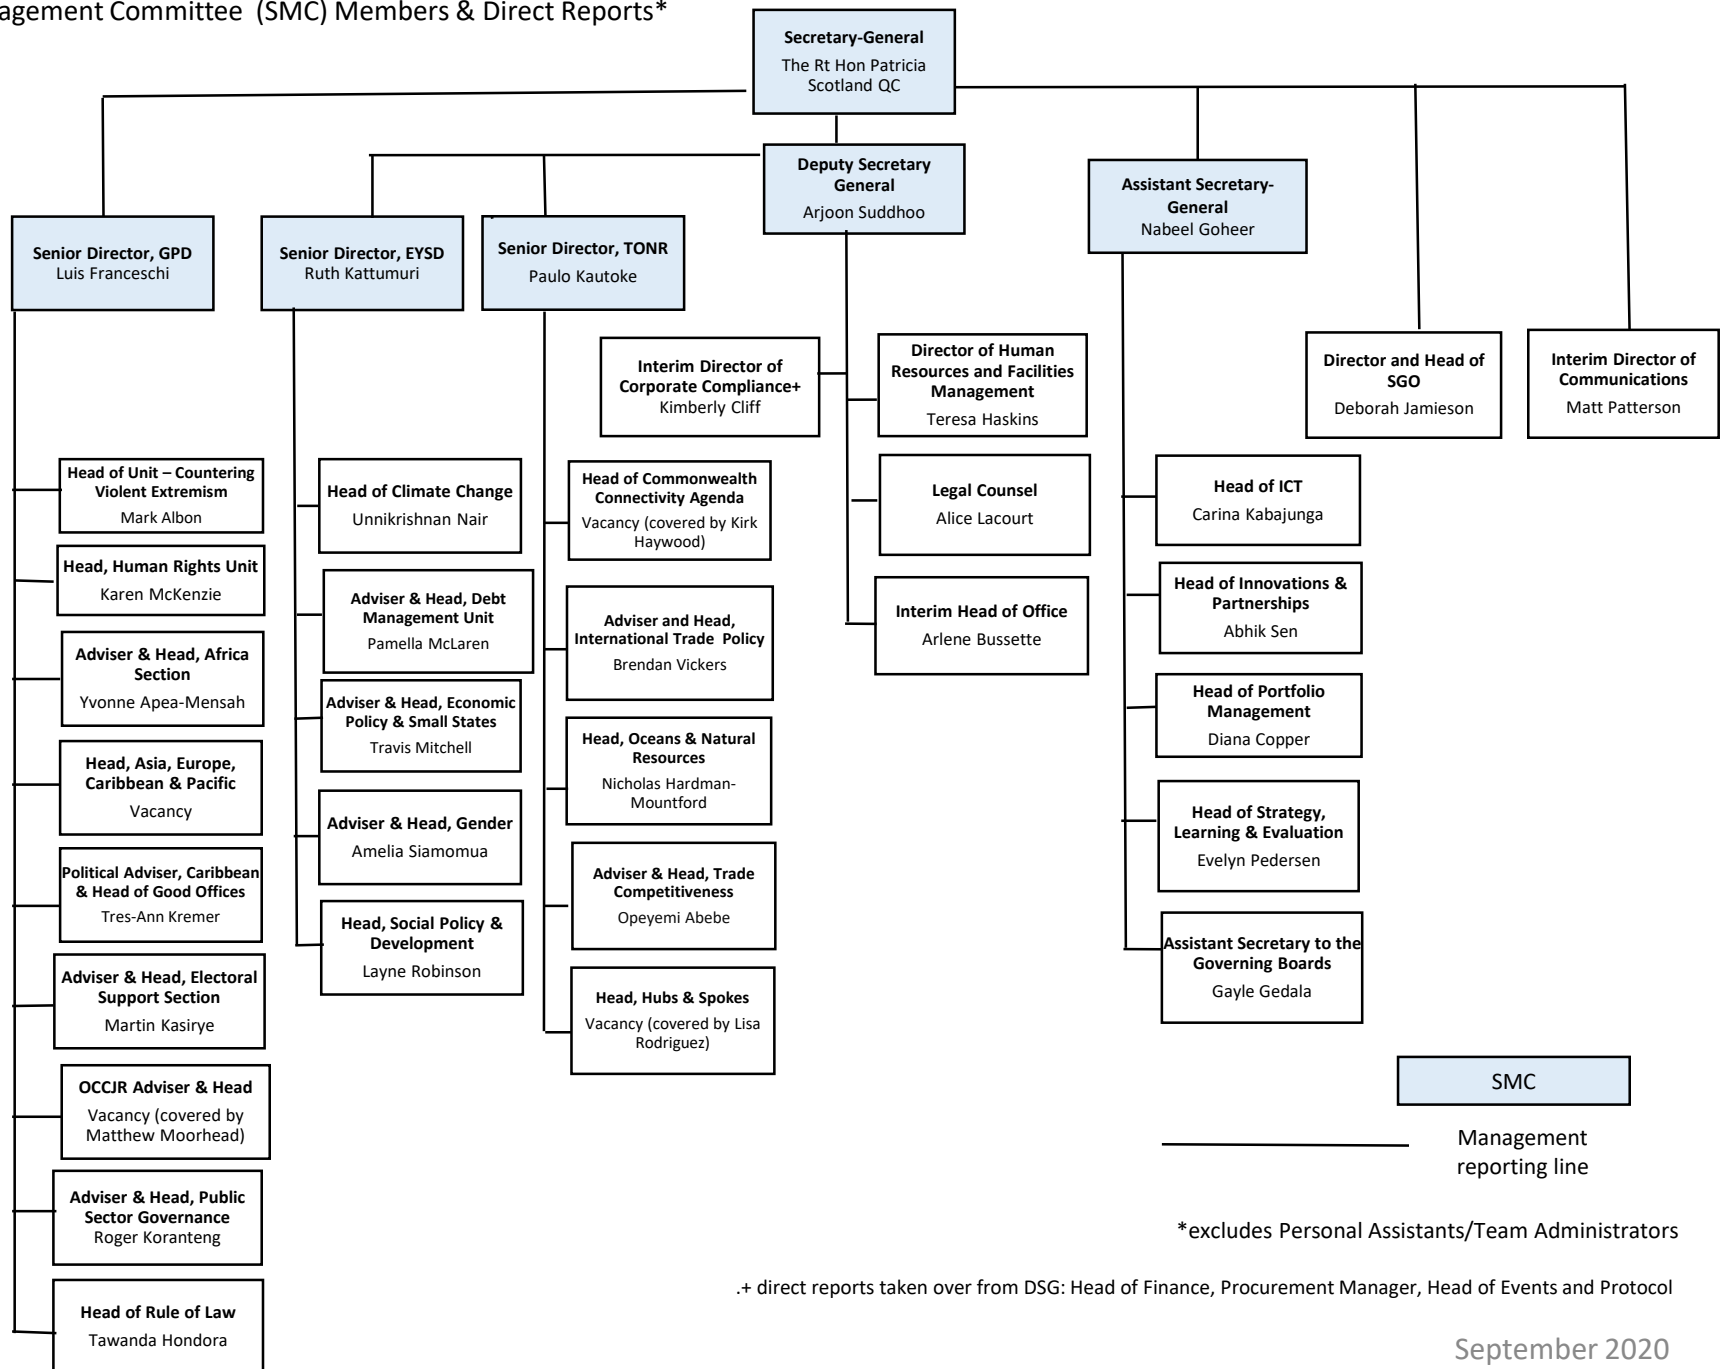 agement Committee (SMC) Members & Direct Reports*
Secretary-General
The Rt Hon Patricia
Scotland QC
Deputy Secretary
General
Arjoon Suddhoo
Assistant Secretary-
General
Nabeel Goheer
Senior Director, GPD
Luis Franceschi
Senior Director, EYSD
Ruth Kattumuri
Senior Director, TONR
Paulo Kautoke
Interim Director of
Corporate Compliance+
Kimberly Cliff
Director of Human
Resources and Facilities
Management
Teresa Haskins
Director and Head of
SGO
Deborah Jamieson
Interim Director of
Communications
Matt Patterson
Head of Unit – Countering
Violent Extremism
Mark Albon
Head, Human Rights Unit
Karen McKenzie
Adviser & Head, Africa
Section
Yvonne Apea-Mensah
Head, Asia, Europe,
Caribbean & Pacific
Vacancy
Political Adviser, Caribbean
& Head of Good Offices
Tres-Ann Kremer
Adviser & Head, Electoral
Support Section
Martin Kasirye
OCCJR Adviser & Head
Vacancy (covered by
Matthew Moorhead)
Adviser & Head, Public
Sector Governance
Roger Koranteng
Head of Rule of Law
Tawanda Hondora
Head of Climate Change
Unnikrishnan Nair
Adviser & Head, Debt
Management Unit
Pamella McLaren
Adviser & Head, Economic
Policy & Small States
Travis Mitchell
Adviser & Head, Gender
Amelia Siamomua
Head, Social Policy &
Development
Layne Robinson
Head of Commonwealth
Connectivity Agenda
Vacancy (covered by Kirk
Haywood)
Adviser and Head,
International Trade Policy
Brendan Vickers
Head, Oceans & Natural
Resources
Nicholas Hardman-
Mountford
Adviser & Head, Trade
Competitiveness
Opeyemi Abebe
Head, Hubs & Spokes
Vacancy (covered by Lisa
Rodriguez)
Legal Counsel
Alice Lacourt
Interim Head of Office
Arlene Bussette
Head of ICT
Carina Kabajunga
Head of Innovations &
Partnerships
Abhik Sen
Head of Portfolio
Management
Diana Copper
Head of Strategy,
Learning & Evaluation
Evelyn Pedersen
Assistant Secretary to the
Governing Boards
Gayle Gedala
SMC
Management
reporting line
*excludes Personal Assistants/Team Administrators
.+ direct reports taken over from DSG: Head of Finance, Procurement Manager, Head of Events and Protocol
September 2020